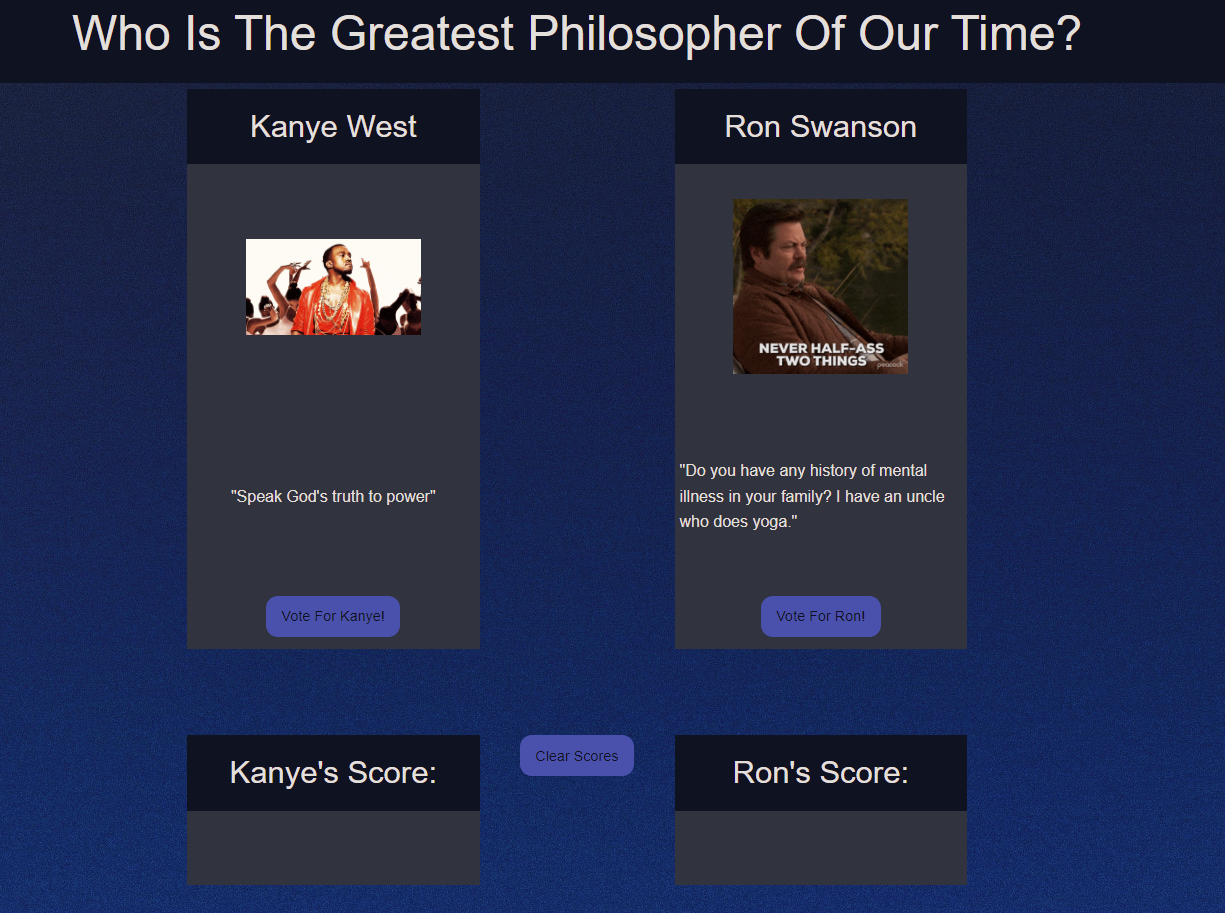 Who Is The Greatest Philosopher Of Our Time?
Kanye West
Ron Swanson
NEVER HALF-ASS
TWO THINGS
peacock
"Speak God's truth to power"
"Do you have any history of mental
illness in your family? I have an uncle
who does yoga."
Vote For Kanye!
Vote For Ron!
Kanye's Score:
Clear Scores
Ron's Score: